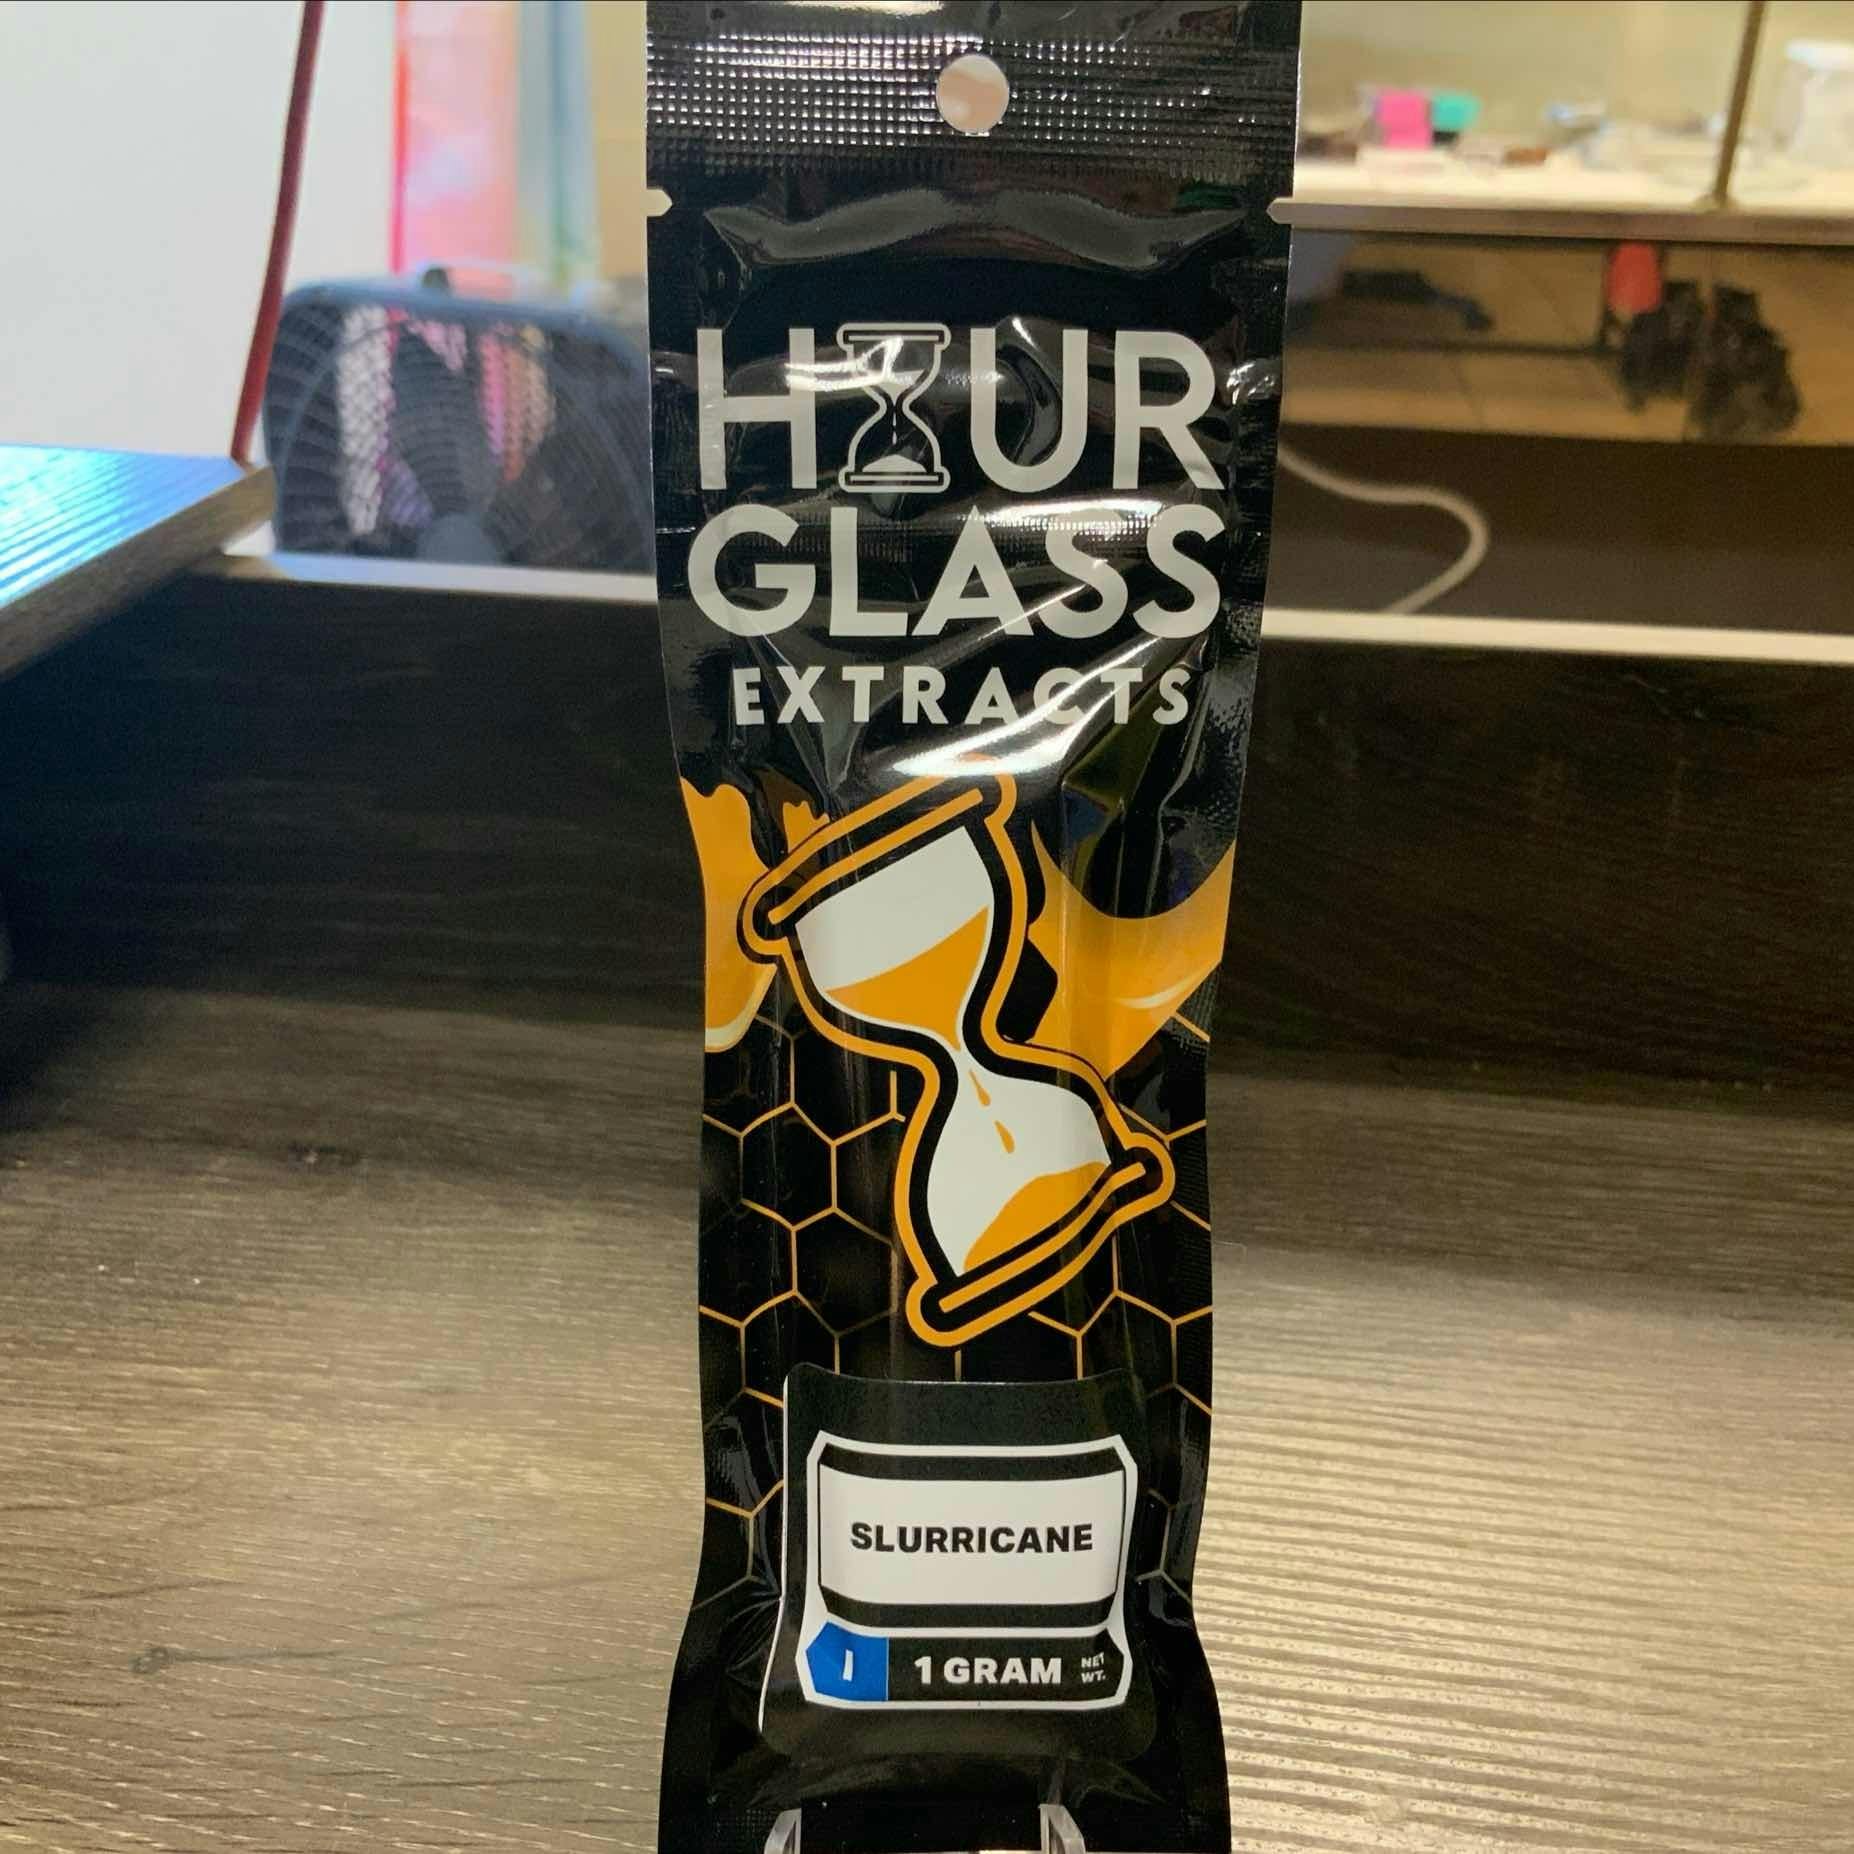 HOUR
GLASS
EXTRACTS
SLURRICANE
I
1 GRAM NET WT.